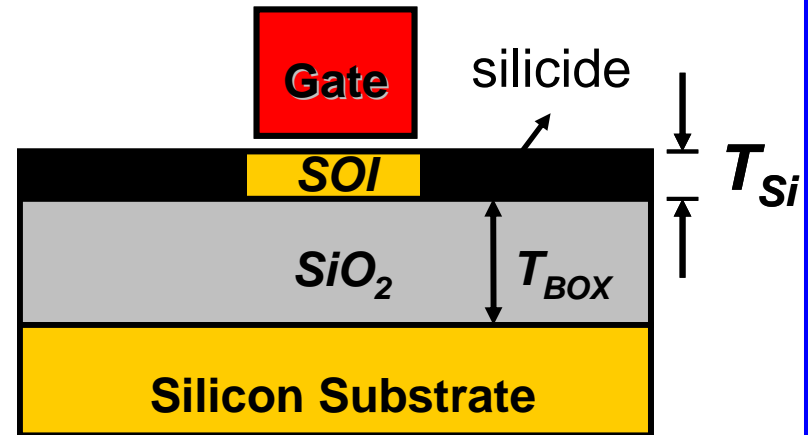 Gate
silicide
SOI
T_Si
SiO₂
T_BOX
Silicon Substrate